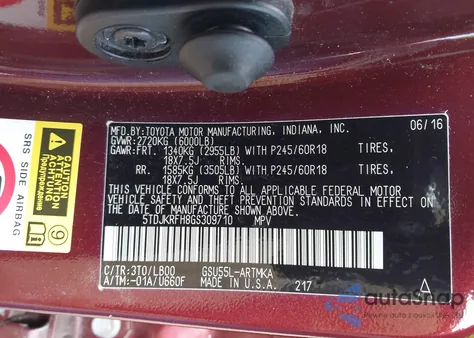 MFD. BY: TOYOTA MOTOR MANUFACTURING, INDIANA, INC. 06/16
GVWR: 2720KG (6000LB)
GAWR: FRT. 1340KG (2955LB) WITH P245/60R18 TIRES,
18X7.5J RIMS.
RR. 1585KG (3505LB) WITH P245/60R18 TIRES,
18X7.5J RIMS.
THIS VEHICLE CONFORMS TO ALL APPLICABLE FEDERAL MOTOR
VEHICLE SAFETY, THEFT PREVENTION STANDARDS IN EFFECT
ON THE DATE OF MANUFACTURE SHOWN ABOVE.
5TDJKRFH8GS309710 MPV
C/TR: 3T0/LB00 GSU55L-ARTMKA
A/TM: -01A/U660F MADE IN U.S.A. 217
SRS SIDE AIRBAG
CAUTION
ATTENTION
9
autoSnap